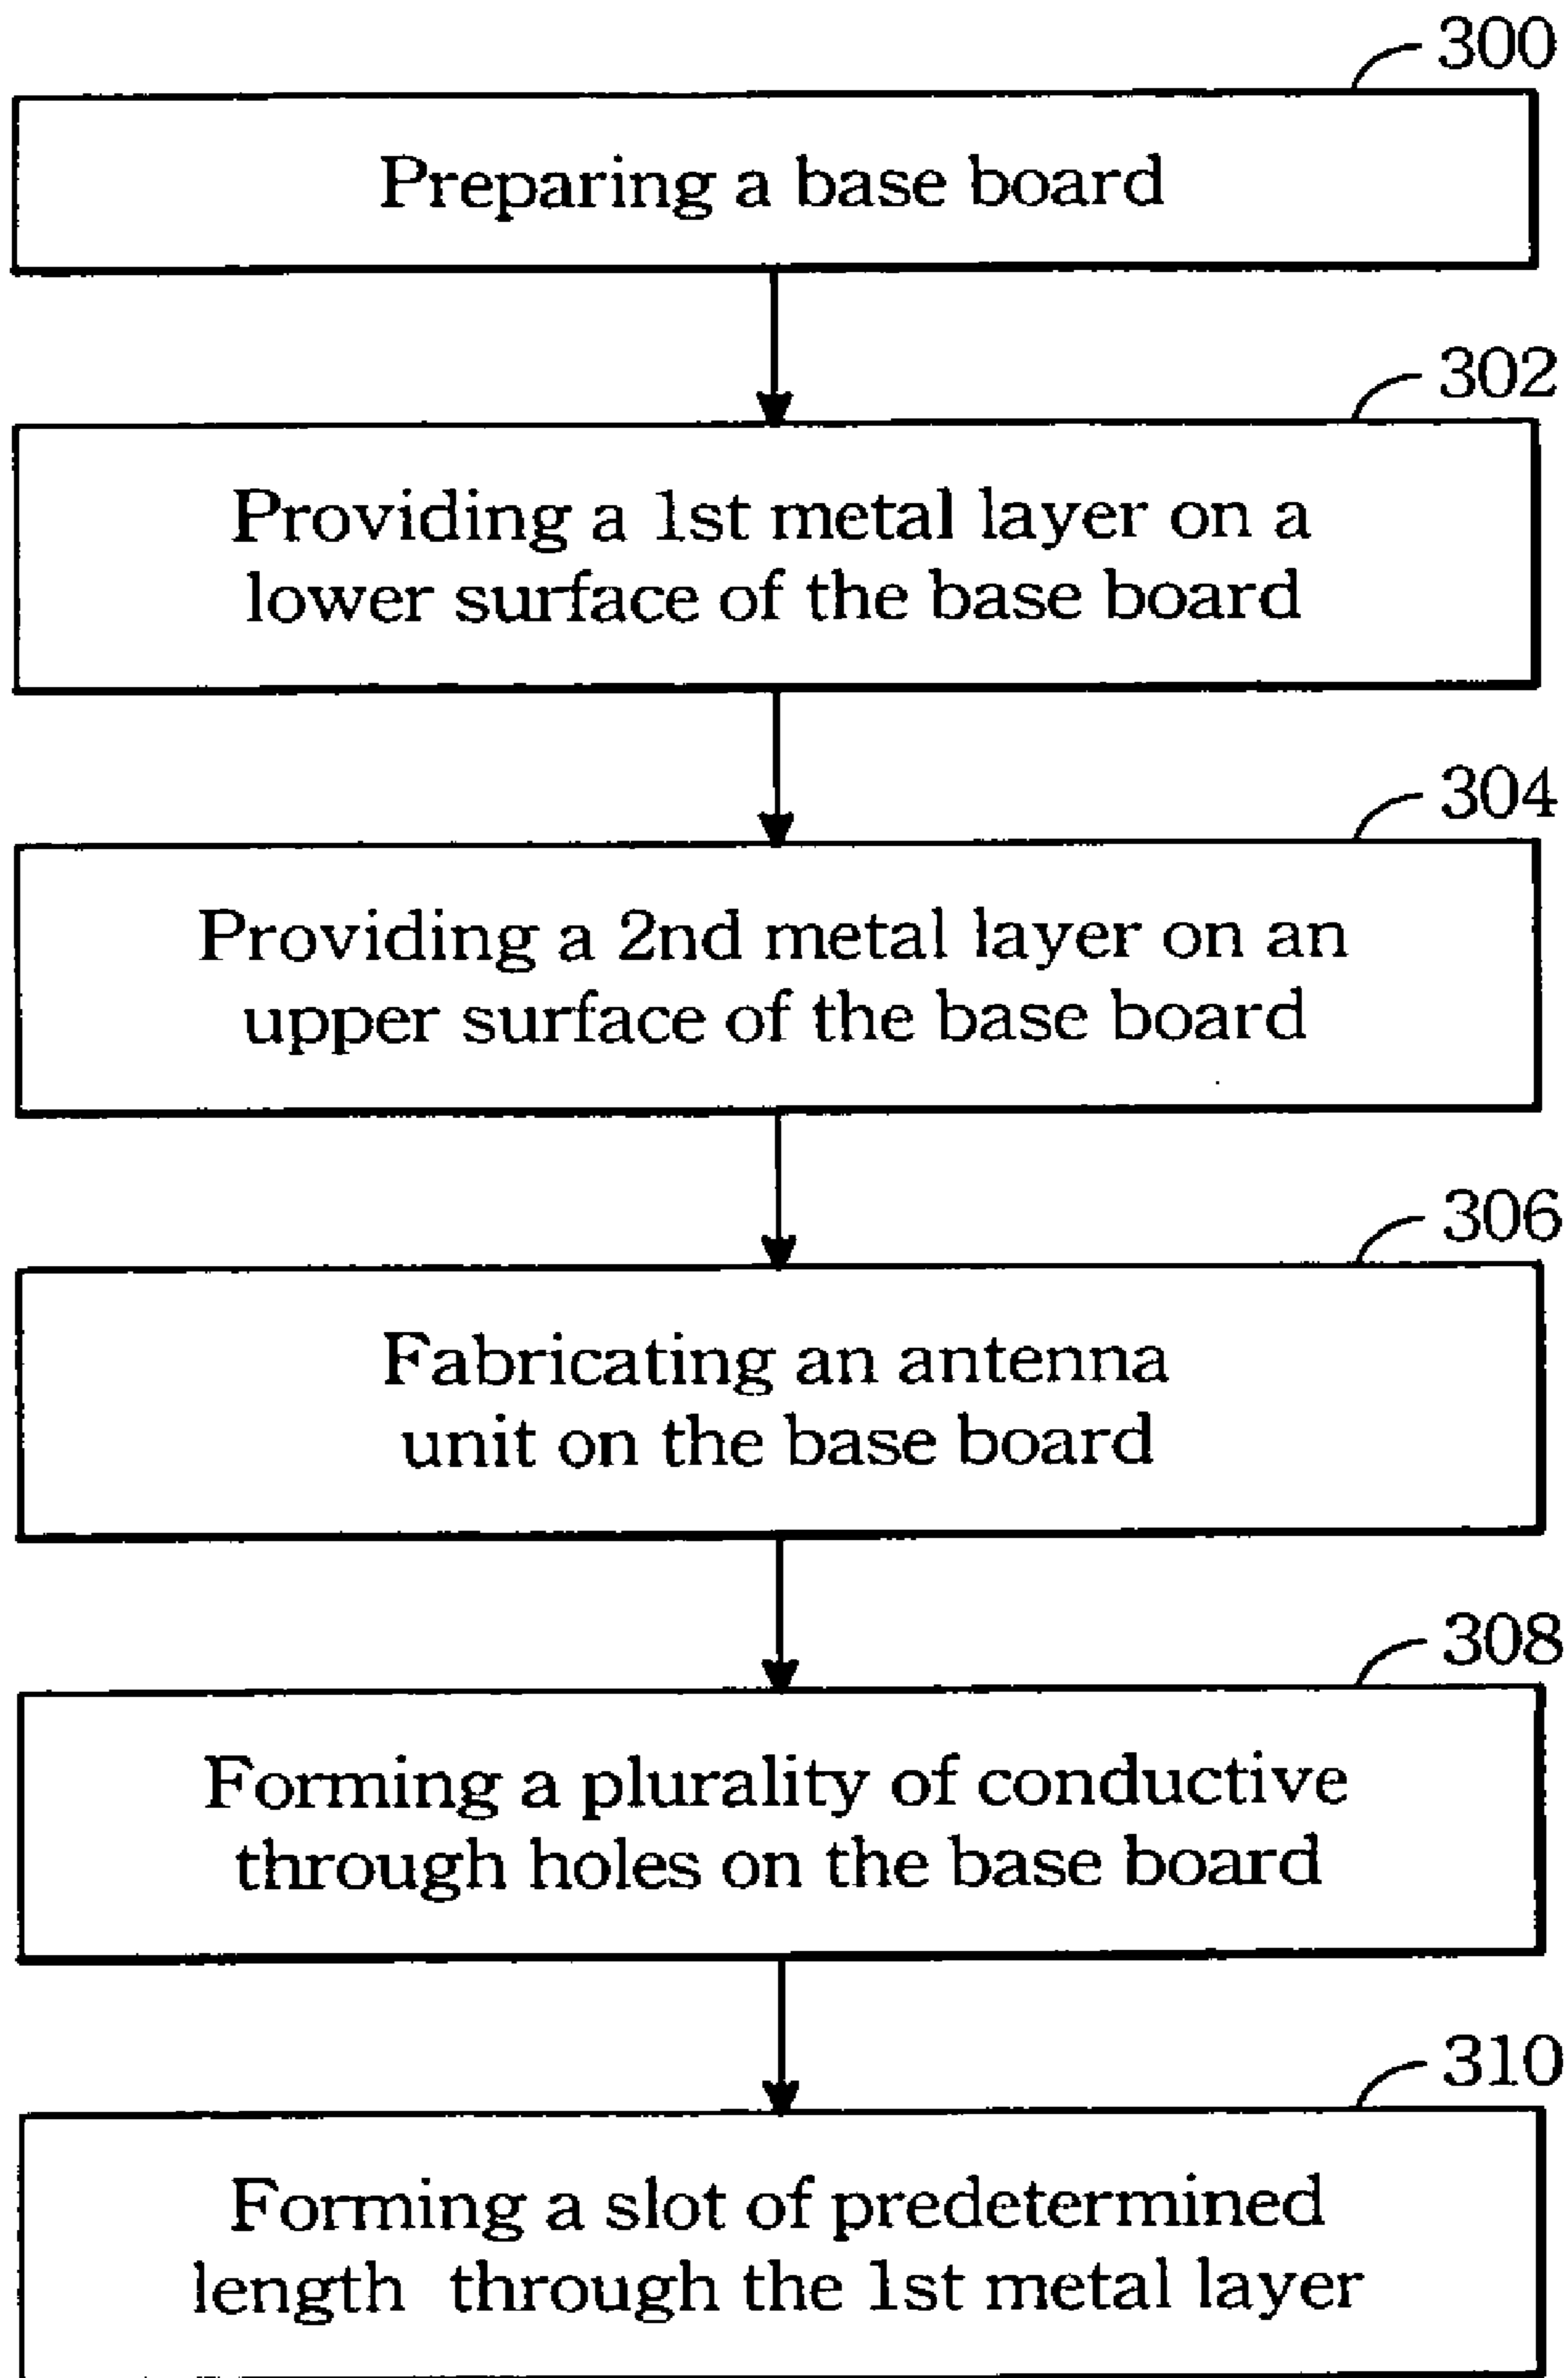 300
Preparing a base board
302
Providing a 1st metal layer on a
lower surface of the base board
304
Providing a 2nd metal layer on an
upper surface of the base board
306
Fabricating an antenna
unit on the base board
308
Forming a plurality of conductive
through holes on the base board
310
Forming a slot of predetermined
length through the 1st metal layer